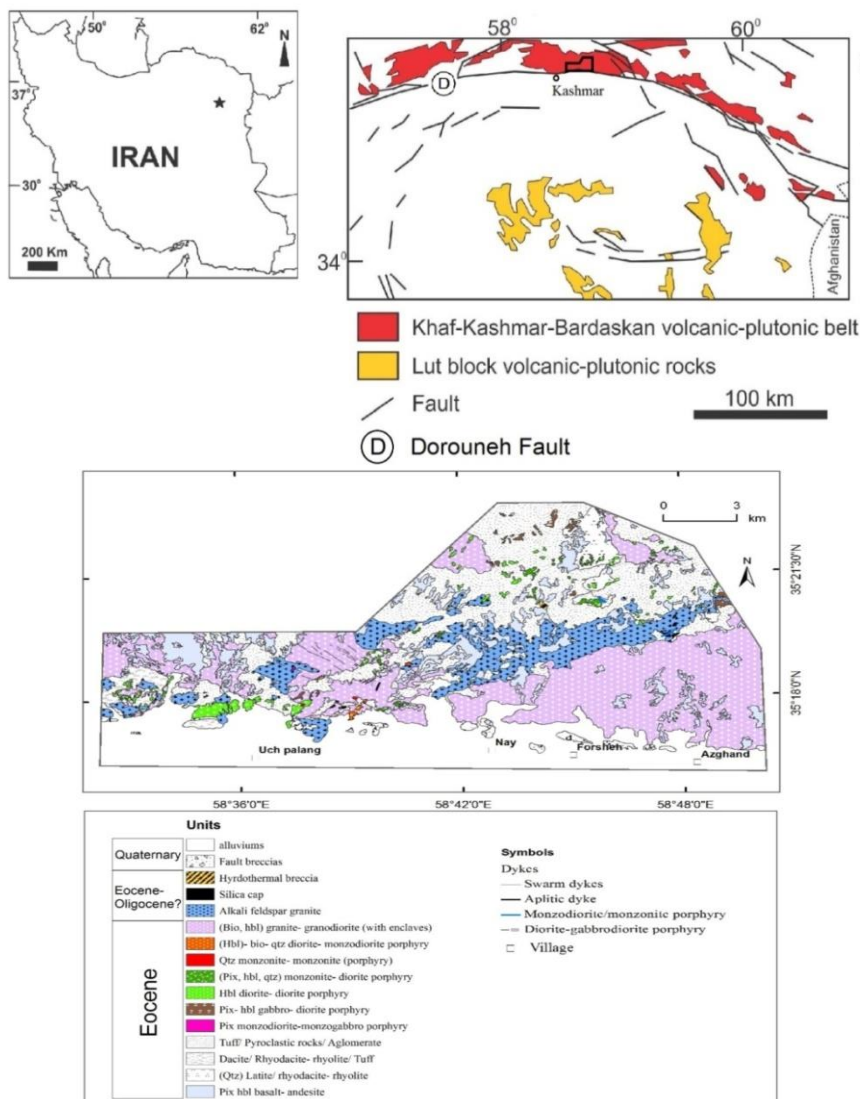 50°
62°
N
37°
IRAN
30°
200 Km
58°
60°
D
Kashmar
34°
Afghanistan
Khaf-Kashmar-Bardaskan volcanic-plutonic belt
Lut block volcanic-plutonic rocks
Fault
100 km
D Dorouneh Fault
0 3
km
N
35°21'30"N
35°18'0"N
Uch palang
Nay
Forsheh
Azghand
58°36'0"E
58°42'0"E
58°48'0"E
Units
Quaternary
alluviums
Fault breccias
Eocene-
Oligocene?
Hyrdothermal breccia
Silica cap
Alkali feldspar granite
Eocene
(Bio, hbl) granite- granodiorite (with enclaves)
(Hbl)- bio- qtz diorite- monzodiorite porphyry
Qtz monzonite- monzonite (porphyry)
(Pix, hbl, qtz) monzonite- diorite porphyry
Hbl diorite- diorite porphyry
Pix- hbl gabbro- diorite porphyry
Pix monzodiorite-monzogabbro porphyry
Tuff/ Pyroclastic rocks/ Aglomerate
Dacite/ Rhyodacite- rhyolite/ Tuff
(Qtz) Latite/ rhyodacite- rhyolite
Pix hbl basalt- andesite
Symbols
Dykes
Swarm dykes
Aplitic dyke
Monzodiorite/monzonite porphyry
Diorite-gabbrodiorite porphyry
Village